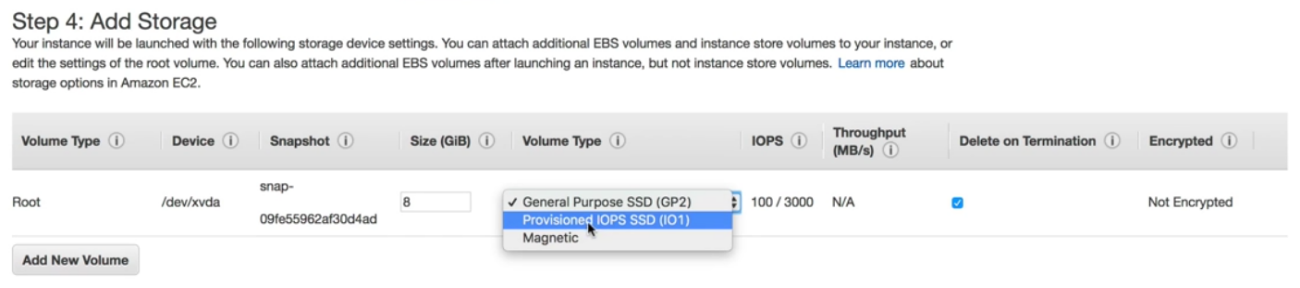 Step 4: Add Storage
Your instance will be launched with the following storage device settings. You can attach additional EBS volumes and instance store volumes to your instance, or
edit the settings of the root volume. You can also attach additional EBS volumes after launching an instance, but not instance store volumes. Learn more about
storage options in Amazon EC2.
Volume Type Device Snapshot Size (GiB) Volume Type IOPS Throughput (MB/s) Delete on Termination Encrypted
Root /dev/xvda snap-09fe55962af30d4ad 8 General Purpose SSD (GP2) 100 / 3000 N/A Not Encrypted
Provisioned IOPS SSD (IO1)
Magnetic
Add New Volume